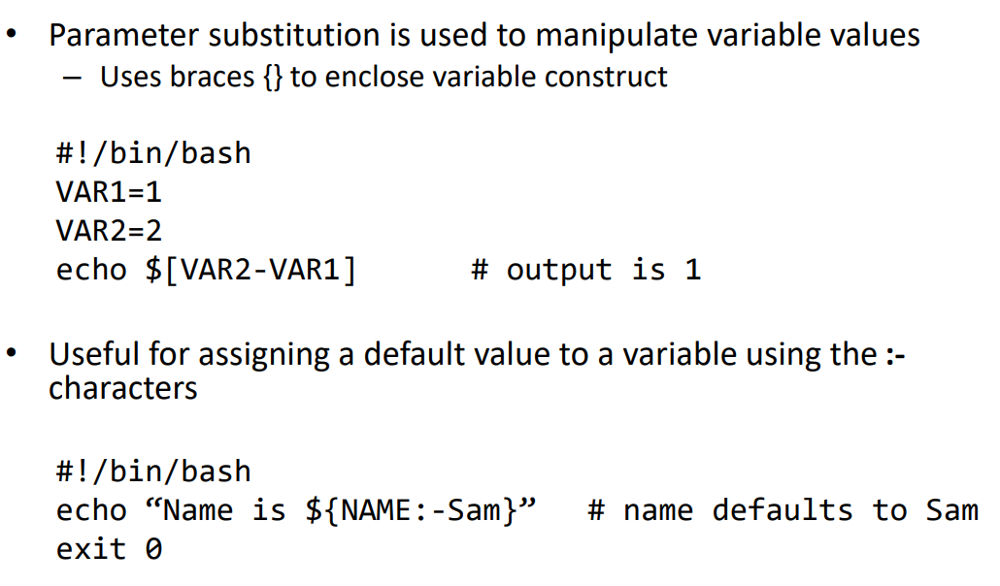 • Parameter substitution is used to manipulate variable values
– Uses braces {} to enclose variable construct
#!/bin/bash
VAR1=1
VAR2=2
echo $[VAR2-VAR1] # output is 1
• Useful for assigning a default value to a variable using the :-
characters
#!/bin/bash
echo “Name is ${NAME:-Sam}” # name defaults to Sam
exit 0